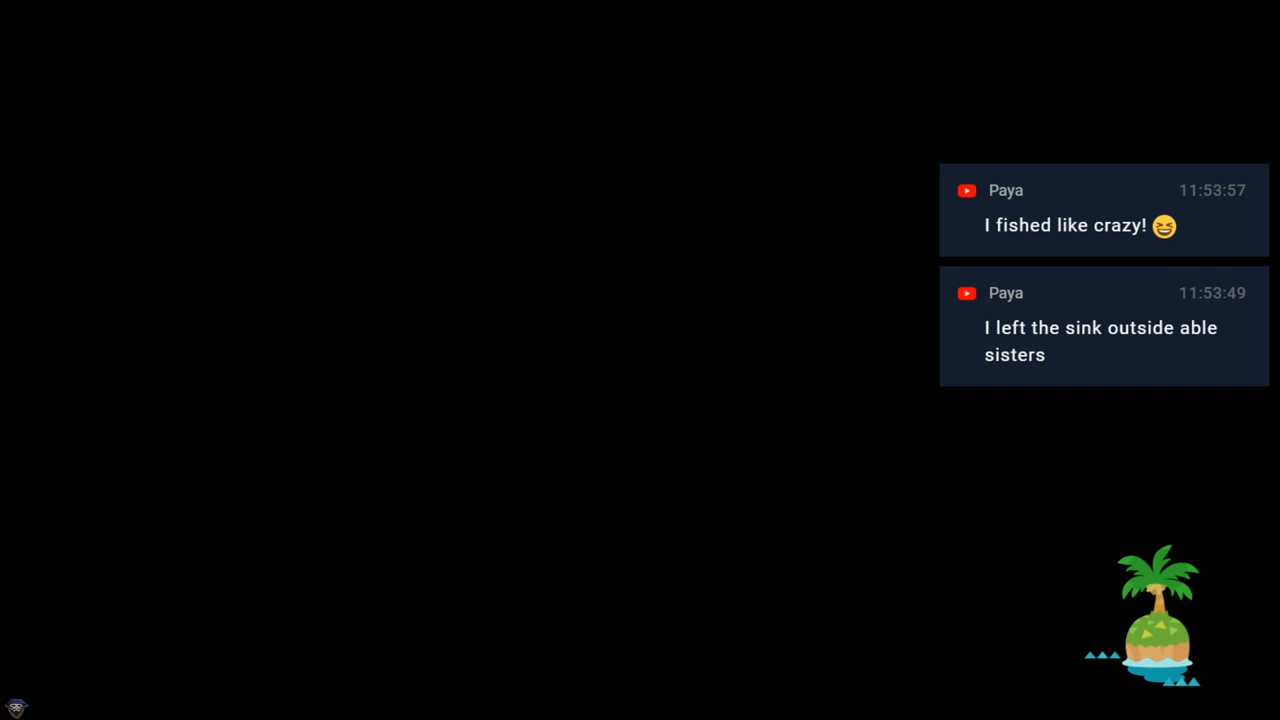 Paya 11:53:57
I fished like crazy! 😆
Paya 11:53:49
I left the sink outside able
sisters